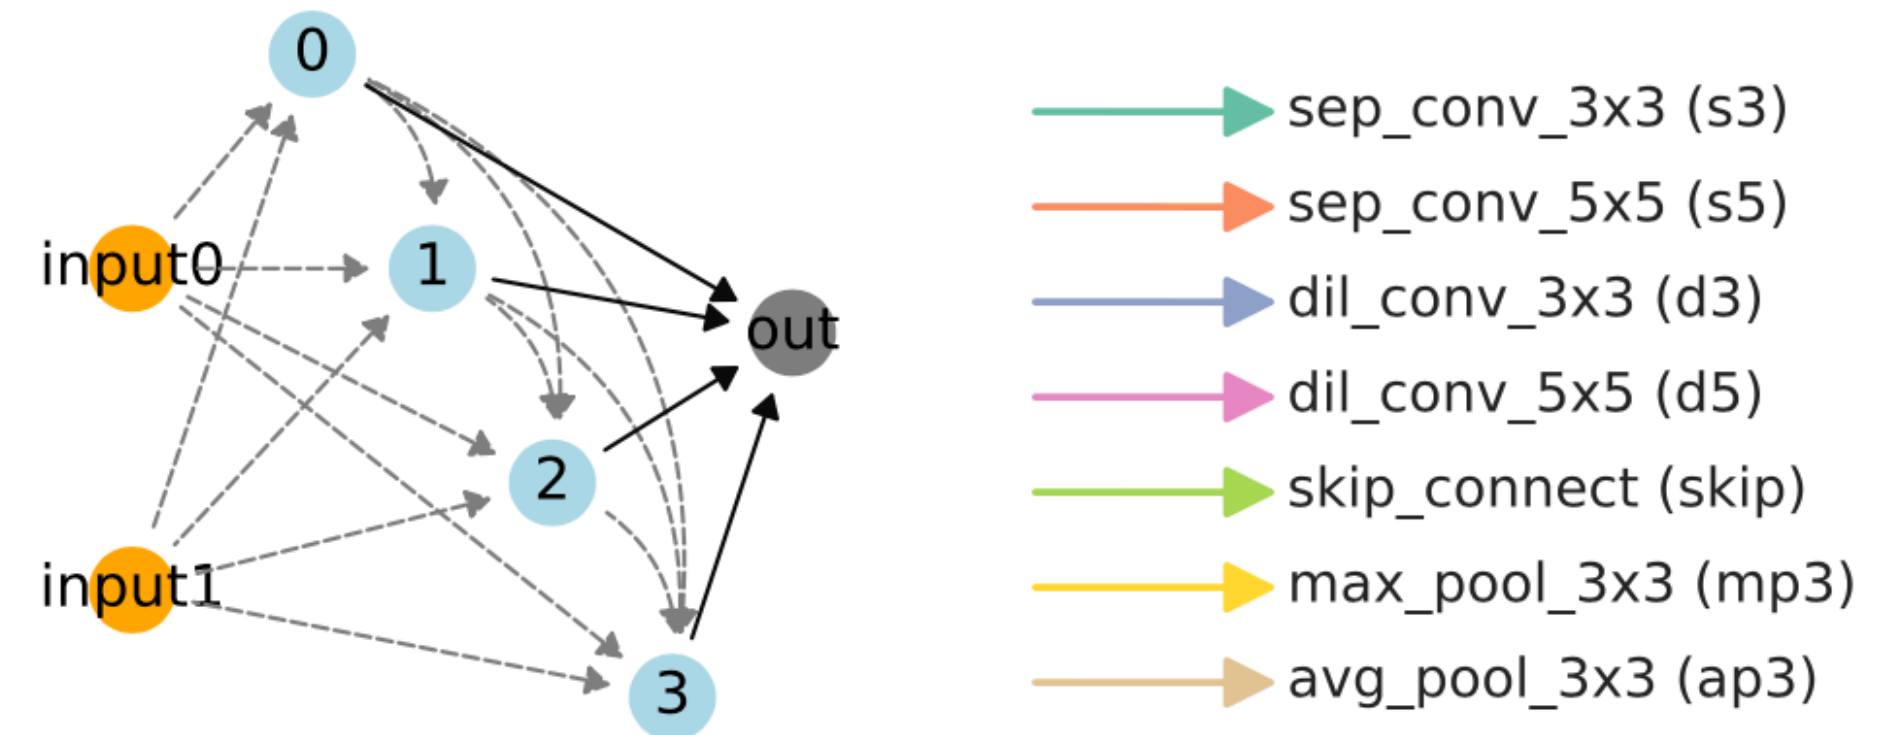 0
input0
1
out
2
input1
3
sep_conv_3x3 (s3)
sep_conv_5x5 (s5)
dil_conv_3x3 (d3)
dil_conv_5x5 (d5)
skip_connect (skip)
max_pool_3x3 (mp3)
avg_pool_3x3 (ap3)